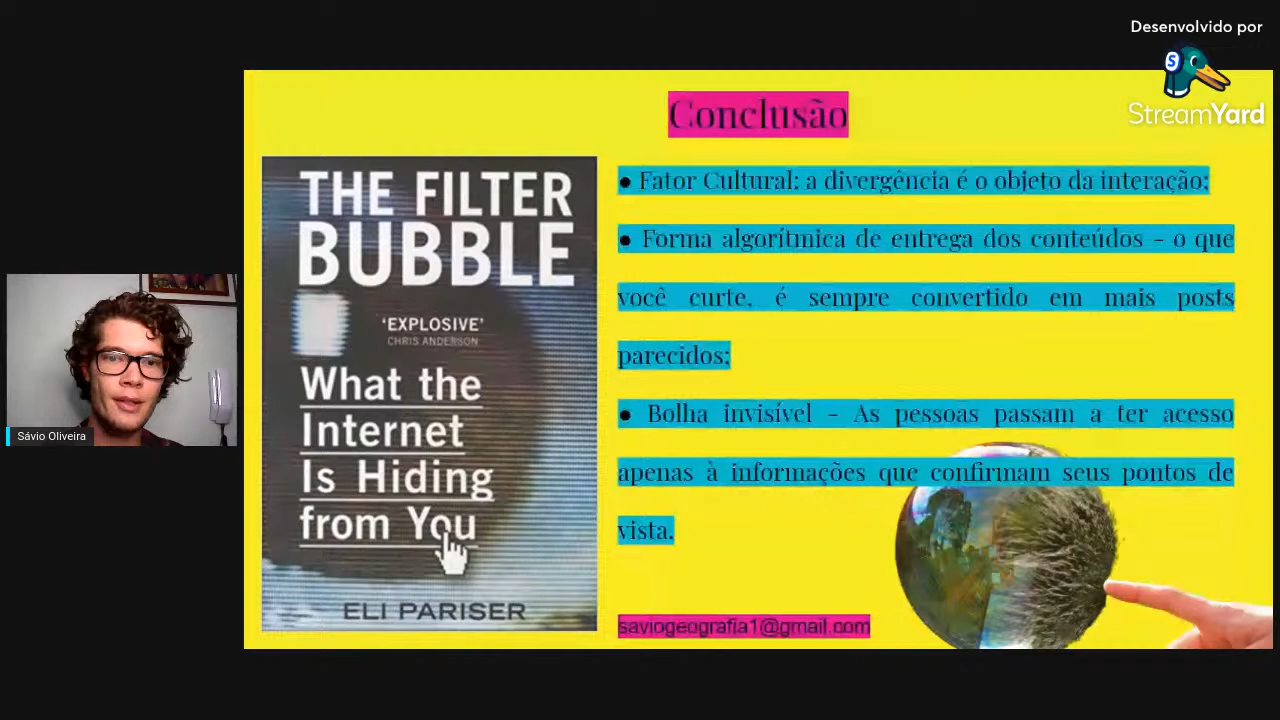 Desenvolvido por
StreamYard
Conclusão
THE FILTER
BUBBLE
'EXPLOSIVE'
CHRIS ANDERSON
What the
Internet
Is Hiding
from You
ELI PARISER
● Fator Cultural: a divergência é o objeto da interação;
● Forma algorítmica de entrega dos conteúdos - o que
você curte, é sempre convertido em mais posts
parecidos;
● Bolha invisível - As pessoas passam a ter acesso
apenas à informações que confirmam seus pontos de
vista.
saviogeografia1@gmail.com
Sávio Oliveira